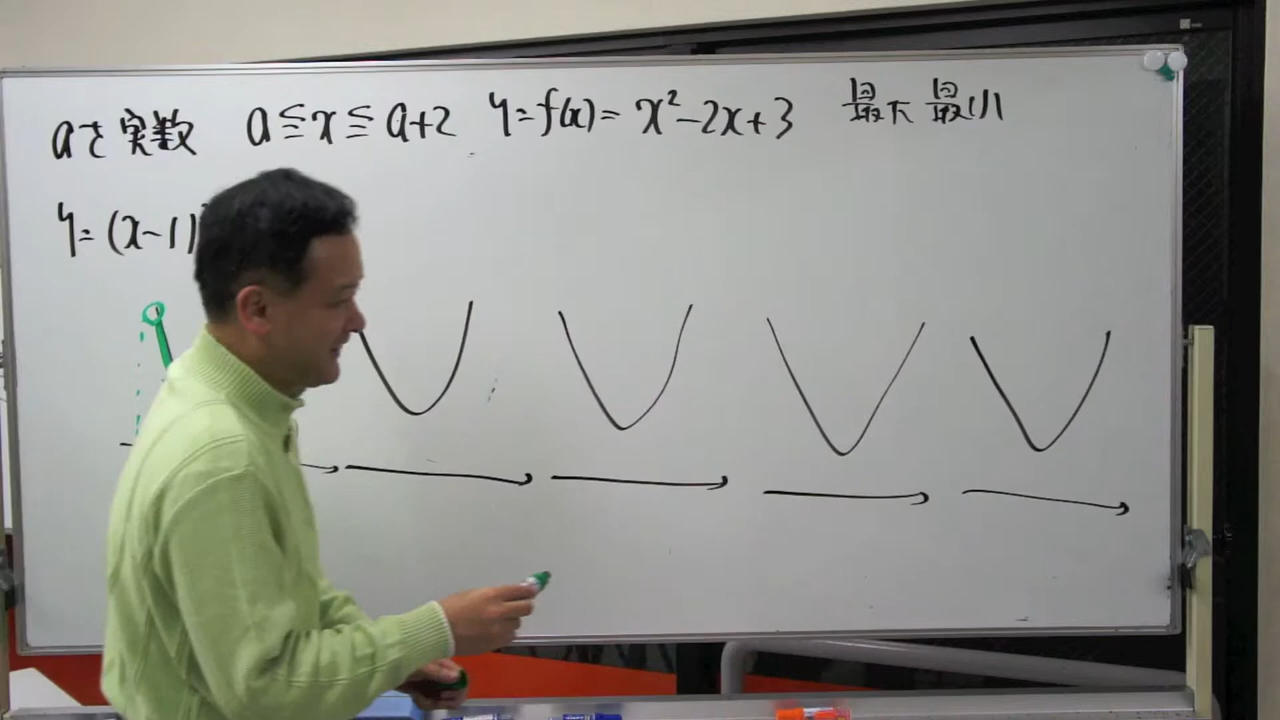 aを実数 a≦x≦a+2 y=f(x)=x²-2x+3 最大 最小
y=(x-1)